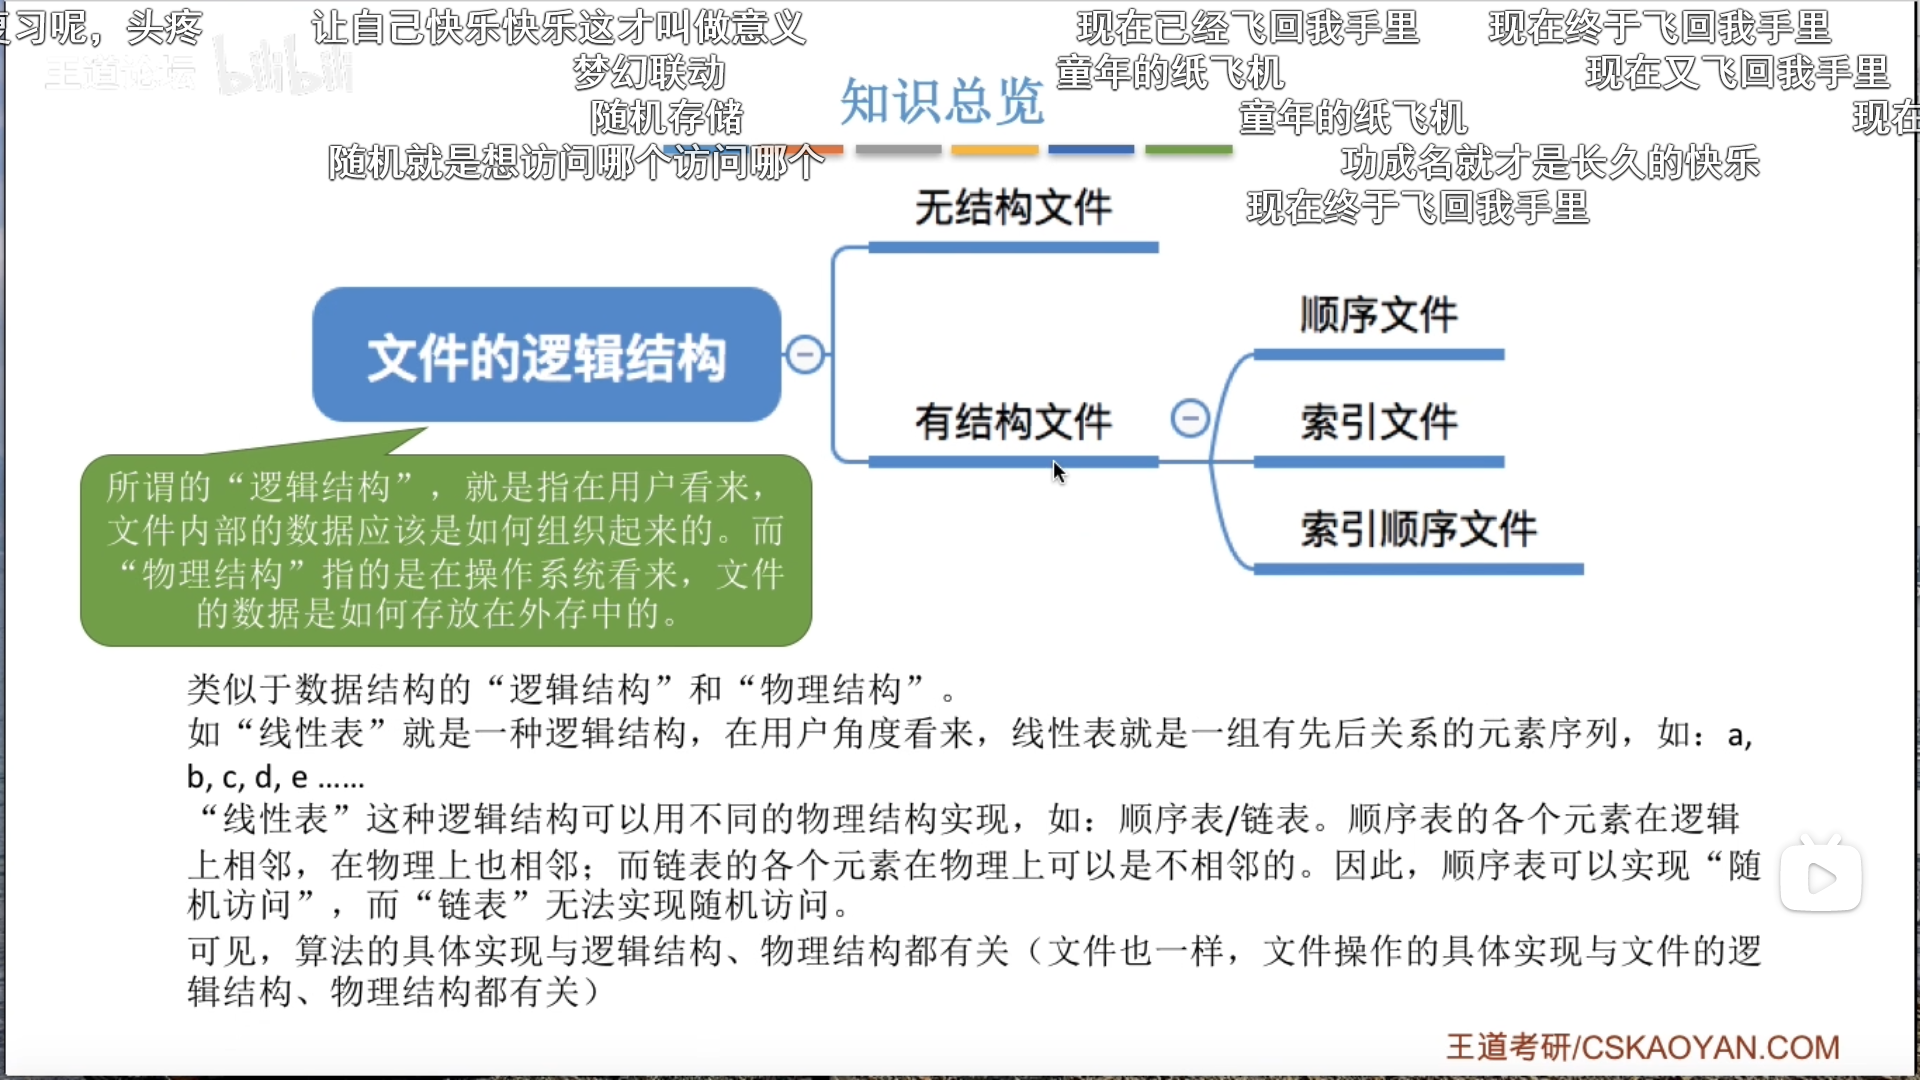 复习呢，头疼
让自己快乐快乐这才叫做意义
现在已经飞回我手里
现在终于飞回我手里
王道论坛 bilibili
梦幻联动
童年的纸飞机
现在又飞回我手里
知识总览
随机存储
童年的纸飞机
现在
随机就是想访问哪个访问哪个
功成名就才是长久的快乐
现在终于飞回我手里
无结构文件
顺序文件
文件的逻辑结构
有结构文件
索引文件
索引顺序文件
所谓的“逻辑结构”，就是指在用户看来，
文件内部的数据应该是如何组织起来的。而
“物理结构”指的是在操作系统看来，文件
的数据是如何存放在外存中的。
类似于数据结构的“逻辑结构”和“物理结构”。
如“线性表”就是一种逻辑结构，在用户角度看来，线性表就是一组有先后关系的元素序列，如：a,
b, c, d, e ......
“线性表”这种逻辑结构可以用不同的物理结构实现，如：顺序表/链表。顺序表的各个元素在逻辑
上相邻，在物理上也相邻；而链表的各个元素在物理上可以是不相邻的。因此，顺序表可以实现“随
机访问”，而“链表”无法实现随机访问。
可见，算法的具体实现与逻辑结构、物理结构都有关（文件也一样，文件操作的具体实现与文件的逻
辑结构、物理结构都有关）
王道考研/CSKAOYAN.COM